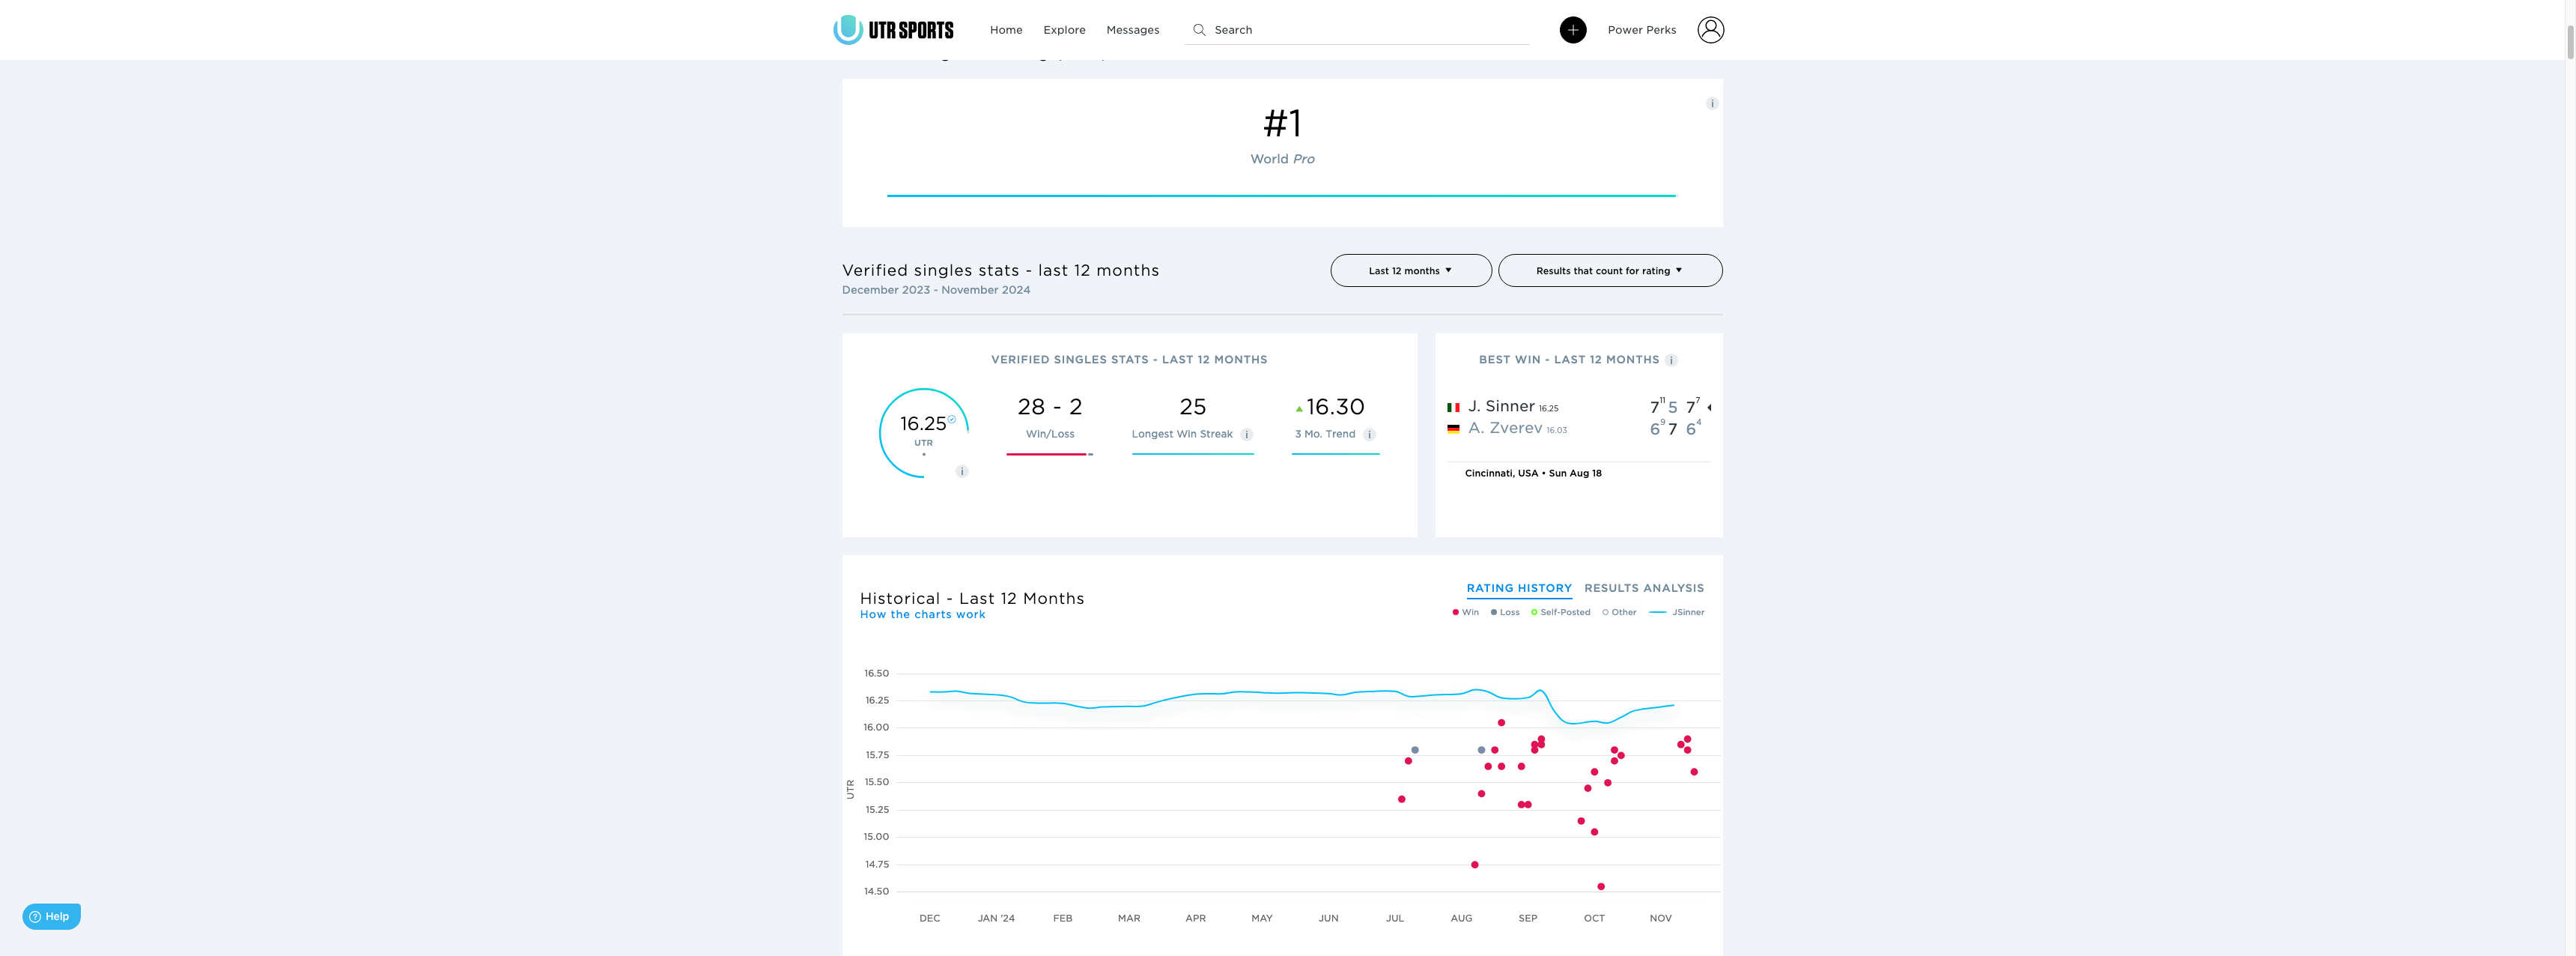 UTR SPORTS
Home Explore Messages Search Power Perks
#1
World Pro
Verified singles stats - last 12 months
December 2023 - November 2024
Last 12 months
Results that count for rating
VERIFIED SINGLES STATS - LAST 12 MONTHS
16.25
UTR
28 - 2
Win/Loss
25
Longest Win Streak i
16.30
3 Mo. Trend i
i
BEST WIN - LAST 12 MONTHS i
J. Sinner 16.25 7 11 5 7 7
A. Zverev 16.03 6 9 7 6 4
Cincinnati, USA • Sun Aug 18
Historical - Last 12 Months
How the charts work
RATING HISTORY RESULTS ANALYSIS
Win Loss Self-Posted Other JSinner
UTR
16.50
16.25
16.00
15.75
15.50
15.25
15.00
14.75
14.50
DEC JAN '24 FEB MAR APR MAY JUN JUL AUG SEP OCT NOV
Help